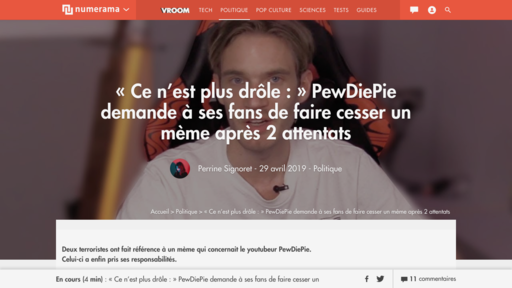 numerama
VROOM TECH POLITIQUE POP CULTURE SCIENCES TESTS GUIDES
« Ce n’est plus drôle : » PewDiePie
demande à ses fans de faire cesser un
mème après 2 attentats
Perrine Signoret - 29 avril 2019 - Politique
Accueil > Politique > « Ce n’est plus drôle : » PewDiePie demande à ses fans de faire cesser un mème après 2 attentats
Deux terroristes ont fait référence à un mème qui concernait le youtubeur PewDiePie.
Celui-ci a enfin pris ses responsabilités.
En cours (4 min) : « Ce n’est plus drôle : » PewDiePie demande à ses fans de faire cesser un
11 commentaires